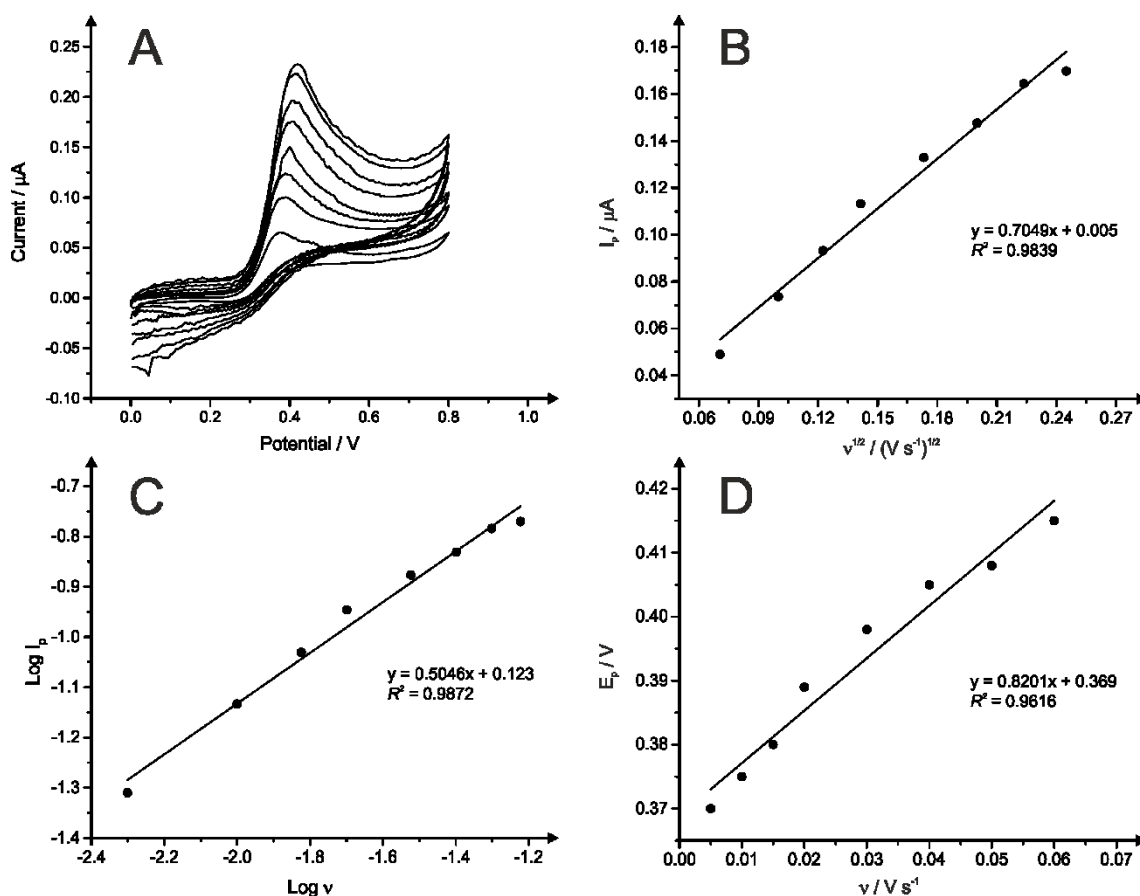 A
Current / µA
0.25
0.20
0.15
0.10
0.05
0.00
-0.05
-0.10
0.0 0.2 0.4 0.6 0.8 1.0
Potential / V
B
Ip / µA
0.18
0.16
0.14
0.12
0.10
0.08
0.06
0.04
y = 0.7049x + 0.005
R² = 0.9839
0.06 0.09 0.12 0.15 0.18 0.21 0.24 0.27
ν1/2 / (V s-1)1/2
C
Log Ip
-0.7
-0.8
-0.9
-1.0
-1.1
-1.2
-1.3
-1.4
y = 0.5046x + 0.123
R² = 0.9872
-2.4 -2.2 -2.0 -1.8 -1.6 -1.4 -1.2
Log ν
D
Ep / V
0.42
0.41
0.40
0.39
0.38
0.37
y = 0.8201x + 0.369
R² = 0.9616
0.00 0.01 0.02 0.03 0.04 0.05 0.06 0.07
ν / V s-1